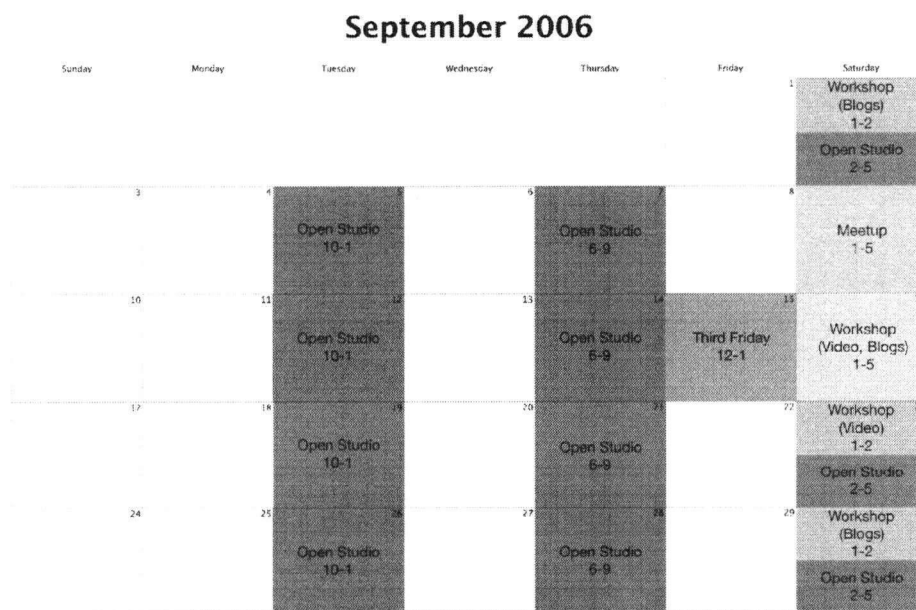 September 2006
Sunday Monday Tuesday Wednesday Thursday Friday Saturday
1
Workshop
(Blogs)
1-2
Open Studio
2-5
3 4 5 6 7 8
Open Studio
10-1
Open Studio
6-9
Meetup
1-5
10 11 12 13 14 15
Open Studio
10-1
Open Studio
6-9
Third Friday
12-1
Workshop
(Video, Blogs)
1-5
17 18 19 20 21 22
Open Studio
10-1
Open Studio
6-9
Workshop
(Video)
1-2
Open Studio
2-5
24 25 26 27 28 29
Open Studio
10-1
Open Studio
6-9
Workshop
(Blogs)
1-2
Open Studio
2-5